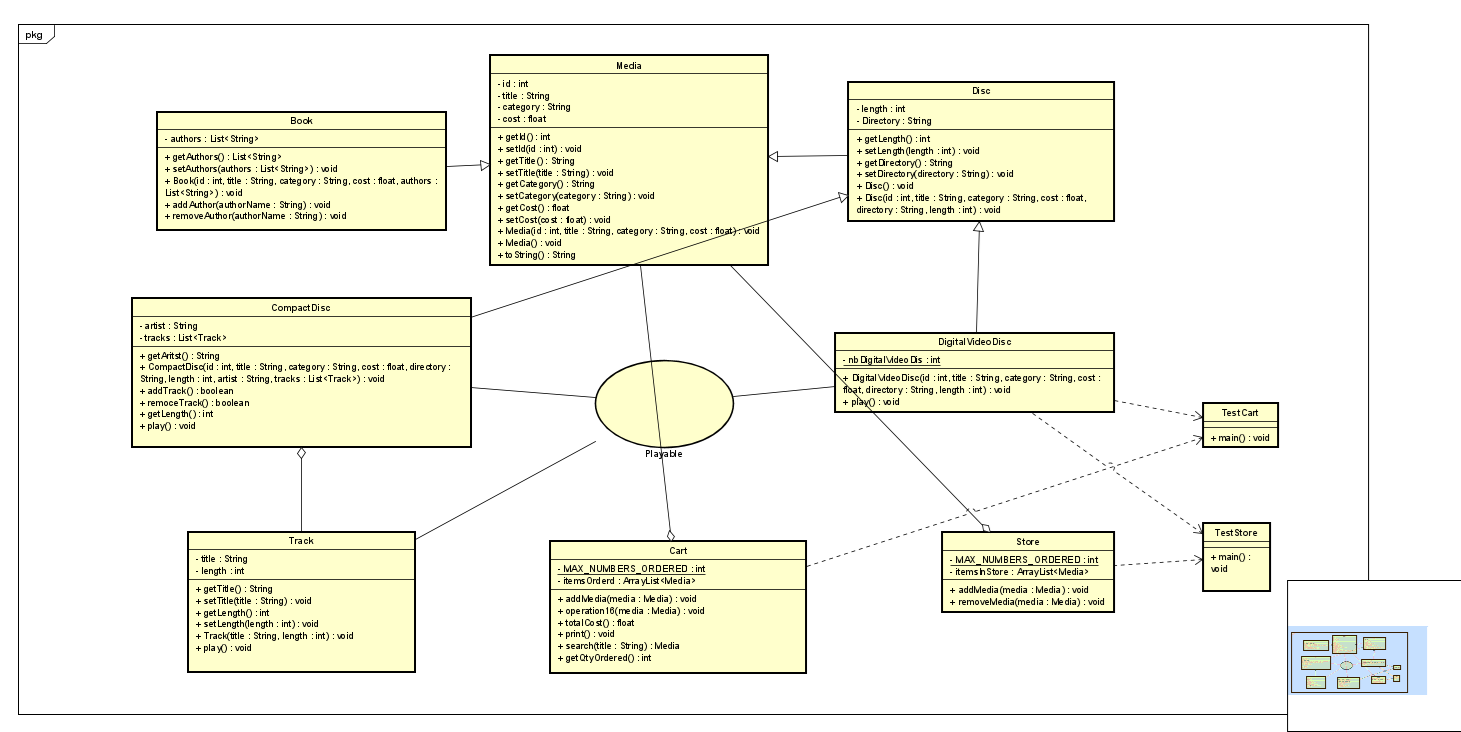 pkg
Media
- id : int
- title : String
- category : String
- cost : float
+ getId() : int
+ setId(id : int) : void
+ getTitle() : String
+ setTitle(title : String) : void
+ getCategory() : String
+ setCategory(category : String) : void
+ getCost() : float
+ setCost(cost : float) : void
+ Media(id : int, title : String, category : String, cost : float) : void
+ Media() : void
+ toString() : String
Disc
- length : int
- Directory : String
+ getLength() : int
+ setLength(length : int) : void
+ getDirectory() : String
+ setDirectory(directory : String) : void
+ Disc() : void
+ Disc(id : int, title : String, category : String, cost : float,
directory : String, length : int) : void
Book
- authors : List<String>
+ getAuthors() : List<String>
+ setAuthors(authors : List<String>) : void
+ Book(id : int, title : String, category : String, cost : float, authors :
List<String>) : void
+ addAuthor(authorName : String) : void
+ removeAuthor(authorName : String) : void
CompactDisc
- artist : String
- tracks : List<Track>
+ getAritst() : String
+ CompactDisc(id : int, title : String, category : String, cost : float, directory :
String, length : int, artist : String, tracks : List<Track>) : void
+ addTrack() : boolean
+ remoceTrack() : boolean
+ getLength() : int
+ play() : void
Playable
DigitalVideoDisc
- nbDigitalVideoDis : int
+ DigitalVideoDisc(id : int, title : String, category : String, cost :
float, directory : String, length : int) : void
+ play() : void
TestCart
+ main() : void
TestStore
+ main() :
void
Track
- title : String
- length : int
+ getTitle() : String
+ setTitle(title : String) : void
+ getLength() : int
+ setLength(length : int) : void
+ Track(title : String, length : int) : void
+ play() : void
Cart
- MAX_NUMBERS_ORDERED : int
- itemsOrderd : ArrayList<Media>
+ addMedia(media : Media) : void
+ operation16(media : Media) : void
+ totalCost() : float
+ print() : void
+ search(title : String) : Media
+ getQtyOrdered() : int
Store
- MAX_NUMBERS_ORDERED : int
- itemsInStore : ArrayList<Media>
+ addMedia(media : Media) : void
+ removeMedia(media : Media) : void